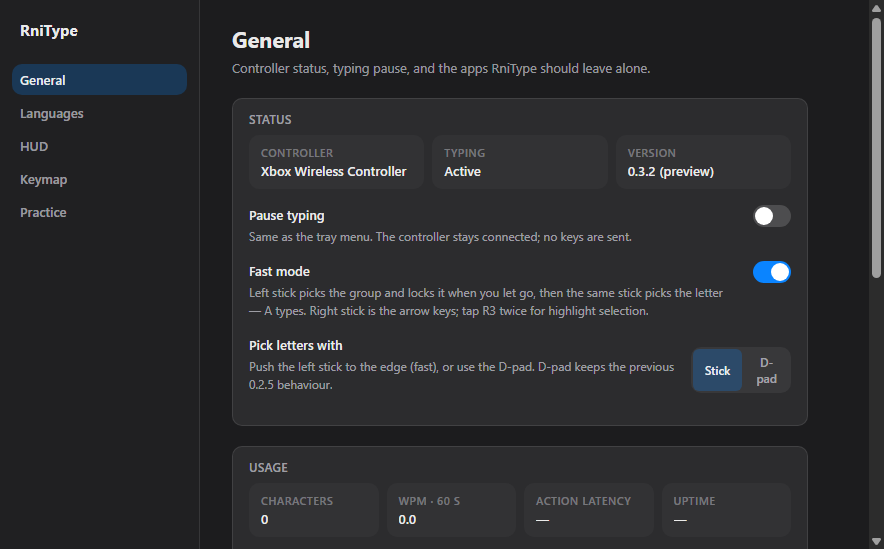 RniType
General
Languages
HUD
Keymap
Practice
General
Controller status, typing pause, and the apps RniType should leave alone.
STATUS
CONTROLLER
Xbox Wireless Controller
TYPING
Active
VERSION
0.3.2 (preview)
Pause typing
Same as the tray menu. The controller stays connected; no keys are sent.
Fast mode
Left stick picks the group and locks it when you let go, then the same stick picks the letter
— A types. Right stick is the arrow keys; tap R3 twice for highlight selection.
Pick letters with
Push the left stick to the edge (fast), or use the D-pad. D-pad keeps the previous
0.2.5 behaviour.
Stick
D-
pad
USAGE
CHARACTERS
0
WPM · 60 S
0.0
ACTION LATENCY
—
UPTIME
—